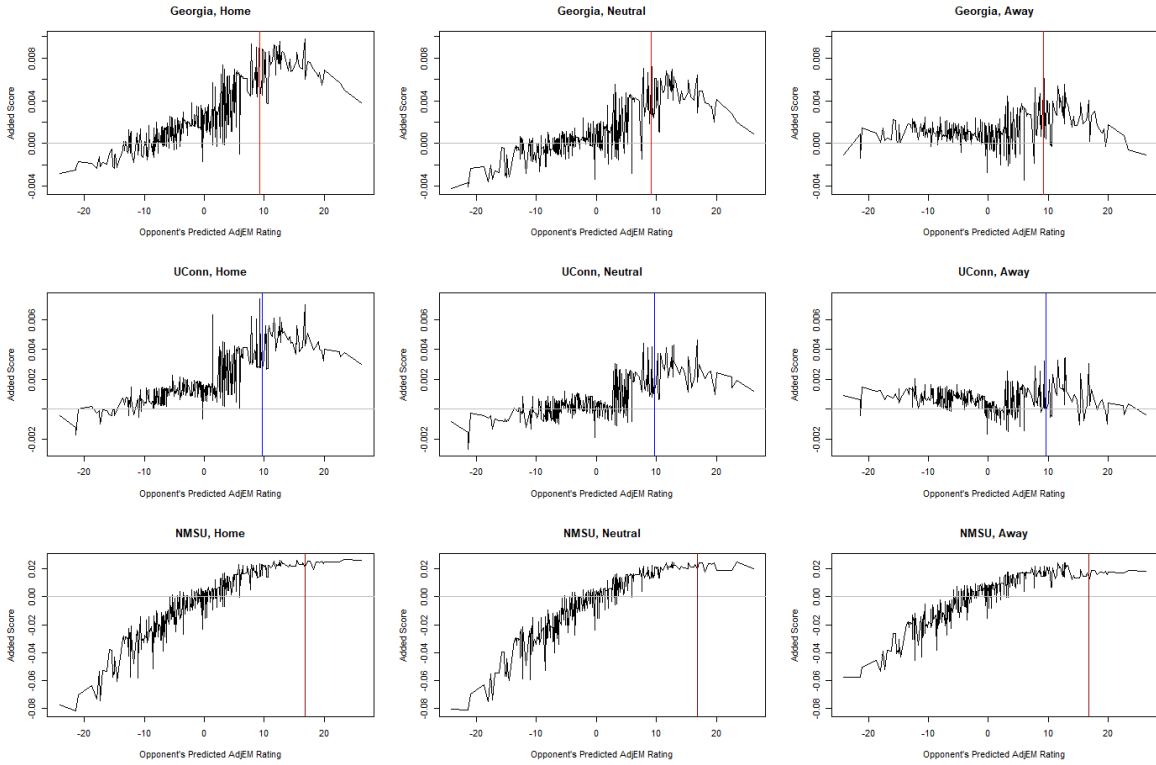 Georgia, Home
Added Score
0.008
0.004
0.000
-0.004
-20 -10 0 10 20
Opponent's Predicted AdjEM Rating
Georgia, Neutral
Added Score
0.008
0.004
0.000
-0.004
-20 -10 0 10 20
Opponent's Predicted AdjEM Rating
Georgia, Away
Added Score
0.008
0.004
0.000
-0.004
-20 -10 0 10 20
Opponent's Predicted AdjEM Rating
UConn, Home
Added Score
0.006
0.004
0.002
-0.002
-20 -10 0 10 20
Opponent's Predicted AdjEM Rating
UConn, Neutral
Added Score
0.006
0.004
0.002
-0.002
-20 -10 0 10 20
Opponent's Predicted AdjEM Rating
UConn, Away
Added Score
0.006
0.004
0.002
-0.002
-20 -10 0 10 20
Opponent's Predicted AdjEM Rating
NMSU, Home
Added Score
0.02
0.00
-0.02
-0.04
-0.06
-0.08
-20 -10 0 10 20
Opponent's Predicted AdjEM Rating
NMSU, Neutral
Added Score
0.02
0.00
-0.02
-0.04
-0.06
-0.08
-20 -10 0 10 20
Opponent's Predicted AdjEM Rating
NMSU, Away
Added Score
0.02
0.00
-0.02
-0.04
-0.06
-0.08
-20 -10 0 10 20
Opponent's Predicted AdjEM Rating